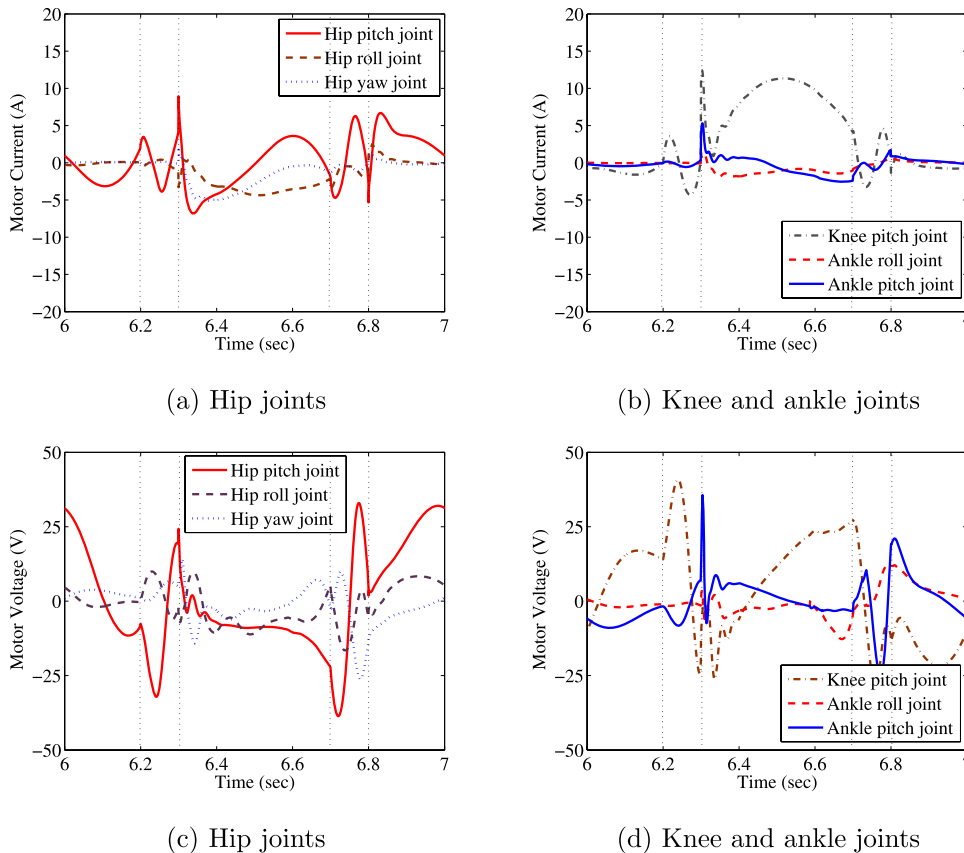 20
15
10
5
0
−5
−10
−15
−20
Motor Current (A)
Hip pitch joint
Hip roll joint
Hip yaw joint
6
6.2
6.4
6.6
6.8
7
Time (sec)
(a) Hip joints
20
15
10
5
0
−5
−10
−15
−20
Motor Current (A)
Knee pitch joint
Ankle roll joint
Ankle pitch joint
6
6.2
6.4
6.6
6.8
7
Time (sec)
(b) Knee and ankle joints
50
25
0
−25
−50
Motor Voltage (V)
Hip pitch joint
Hip roll joint
Hip yaw joint
6
6.2
6.4
6.6
6.8
7
Time (sec)
(c) Hip joints
50
25
0
−25
−50
Motor Voltage (V)
Knee pitch joint
Ankle roll joint
Ankle pitch joint
6
6.2
6.4
6.6
6.8
7
Time (sec)
(d) Knee and ankle joints